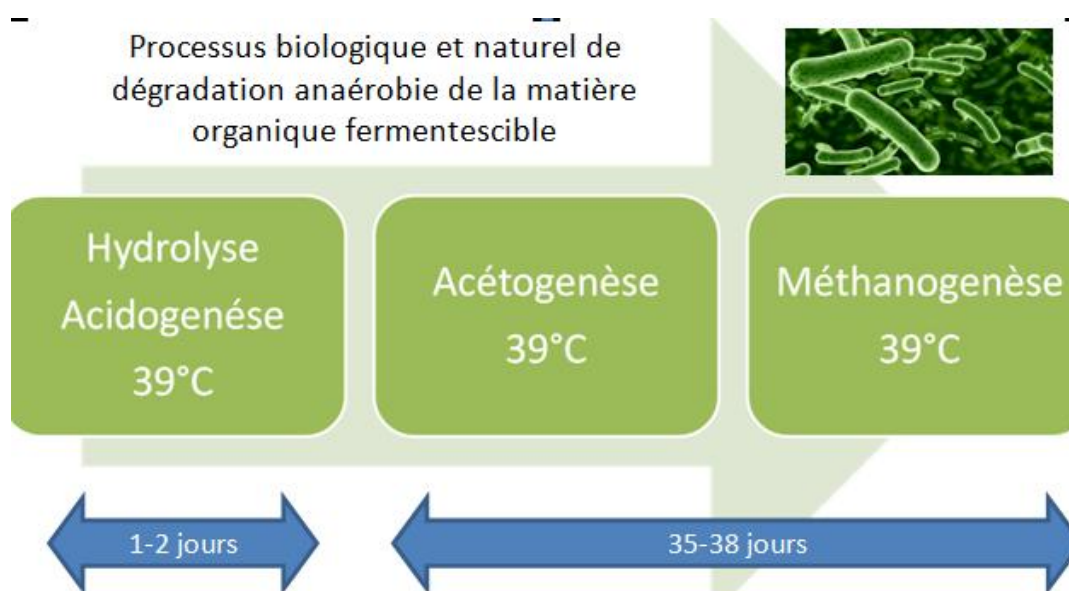 Processus biologique et naturel de
dégradation anaérobie de la matière
organique fermentescible
Hydrolyse
Acidogenése
39°C
Acétogenèse
39°C
Méthanogenèse
39°C
1-2 jours
35-38 jours